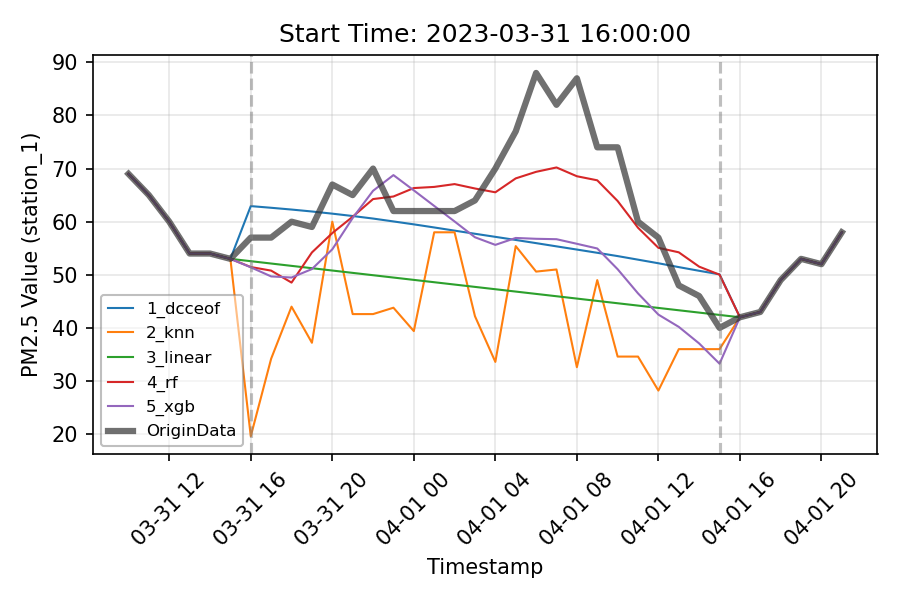 Start Time: 2023-03-31 16:00:00
PM2.5 Value (station_1)
90
80
70
60
50
40
30
20
1_dcceof
2_knn
3_linear
4_rf
5_xgb
OriginData
03-31 12
03-31 16
03-31 20
04-01 00
04-01 04
04-01 08
04-01 12
04-01 16
04-01 20
Timestamp